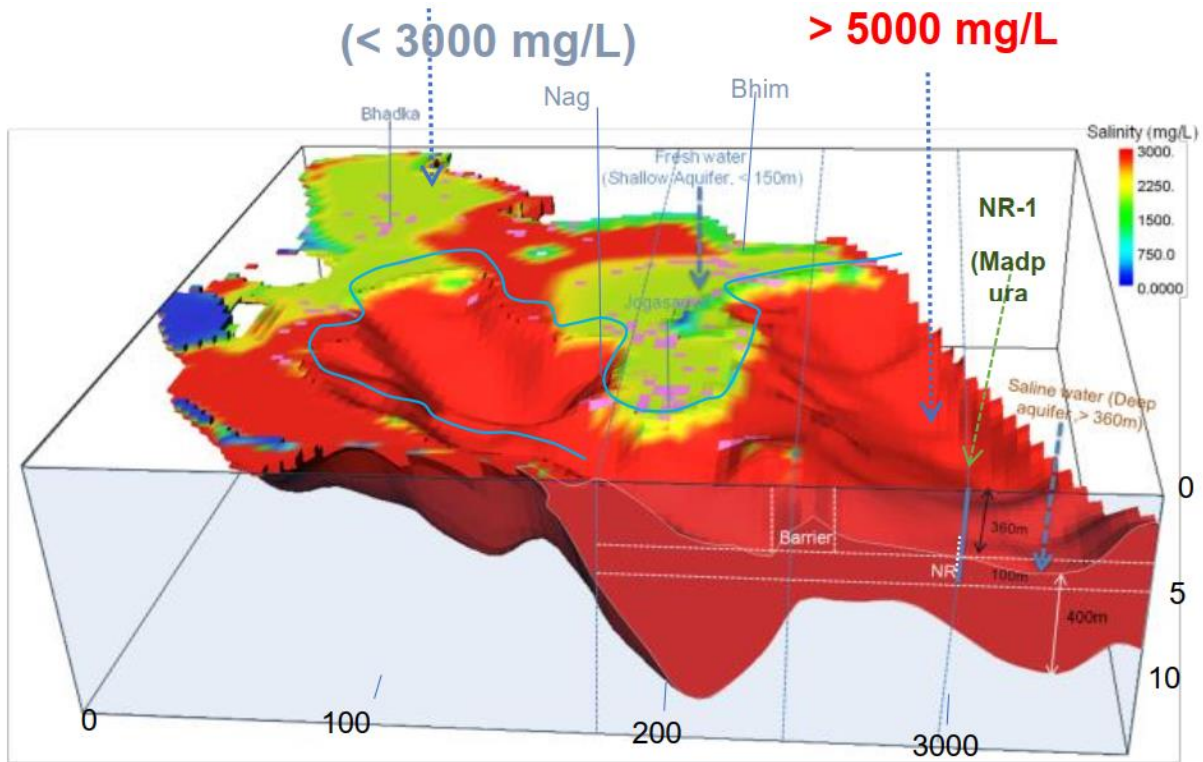 (< 3000 mg/L)
> 5000 mg/L
Nag
Bhim
Bhadka
Fresh water
(Shallow Aquifer, < 150m)
Salinity (mg/L)
3000.
2250.
1500.
750.0
0.0000
NR-1
(Madp
ura
Saline water (Deep
aquifer,> 360m)
0
360m
Barrier
NR
100m
5
400m
10
0
100
200
3000